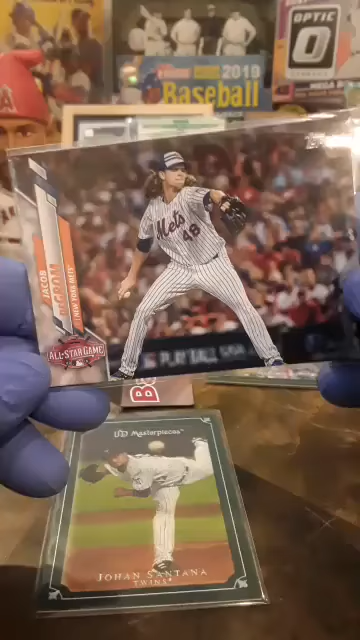 2019
Baseball
OPTIC
Mets
48
JACOB
DEGROM
NEW YORK METS
ALL-STAR GAME
PLAY BALL
UD Masterpieces
JOHAN SANTANA
TWINS